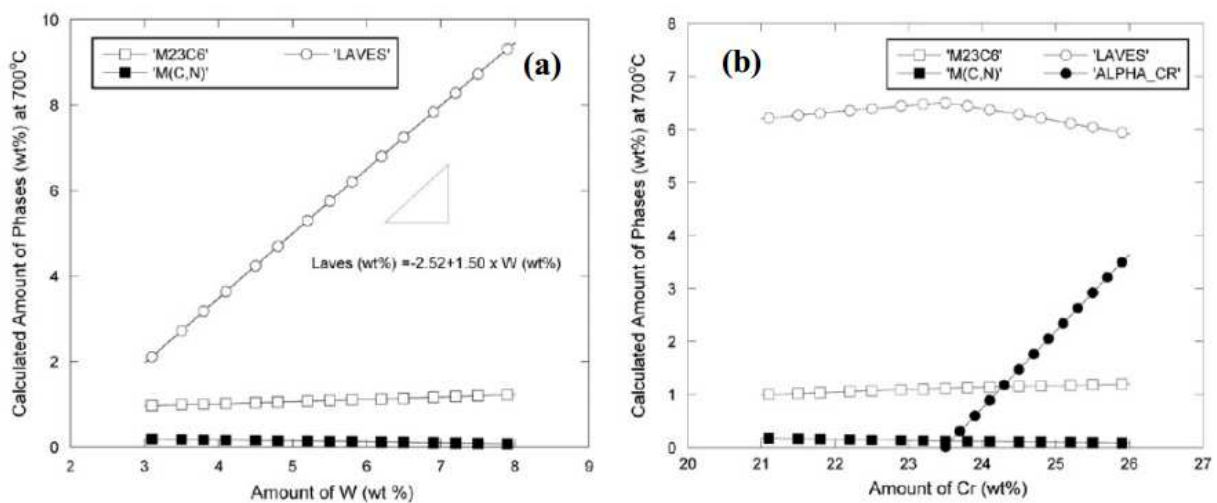 (a)
'M23C6' 'LAVES'
'M(C,N)'
Calculated Amount of Phases (wt%) at 700°C
10
8
6
4
2
0
Laves (wt%) =-2.52+1.50 x W (wt%)
2 3 4 5 6 7 8 9
Amount of W (wt %)
(b)
'M23C6' 'LAVES'
'M(C,N)' 'ALPHA_CR'
Calculated Amount of Phases (wt%) at 700°C
8
7
6
5
4
3
2
1
0
20 21 22 23 24 25 26 27
Amount of Cr (wt%)